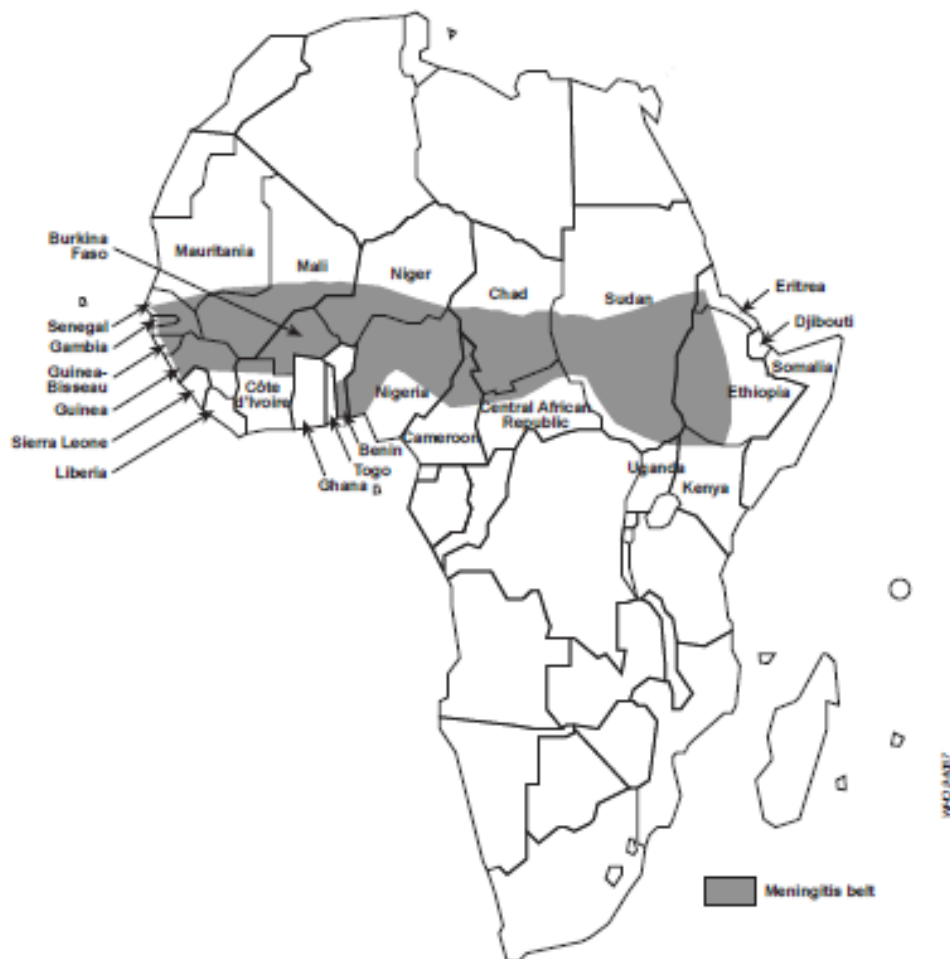 Burkina
Faso
Mauritania
Mali
Niger
Chad
Sudan
Eritrea
Djibouti
Somalia
Ethiopia
Senegal
Gambia
Guinea-
Bisseau
Guinea
Sierra Leone
Liberia
Côte
d'Ivoire
Nigeria
Central African
Republic
Cameroon
Benin
Togo
Ghana
Uganda
Kenya
Meningitis belt